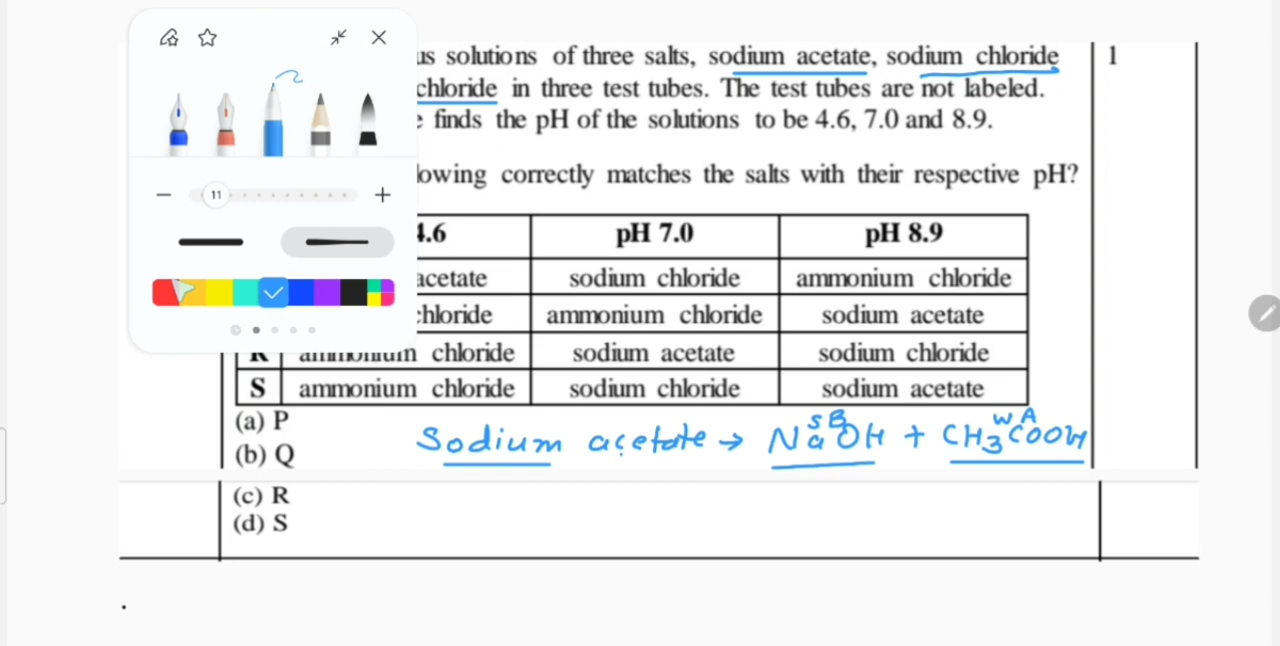 us solutions of three salts, sodium acetate, sodium chloride 1
chloride in three test tubes. The test tubes are not labeled.
finds the pH of the solutions to be 4.6, 7.0 and 8.9.
lowing correctly matches the salts with their respective pH?
11
4.6 pH 7.0 pH 8.9
acetate sodium chloride ammonium chloride
chloride ammonium chloride sodium acetate
R ammonium chloride sodium acetate sodium chloride
S ammonium chloride sodium chloride sodium acetate
(a) P
SB WA
Sodium acetate → NaOH + CH3COOH
(b) Q
(c) R
(d) S